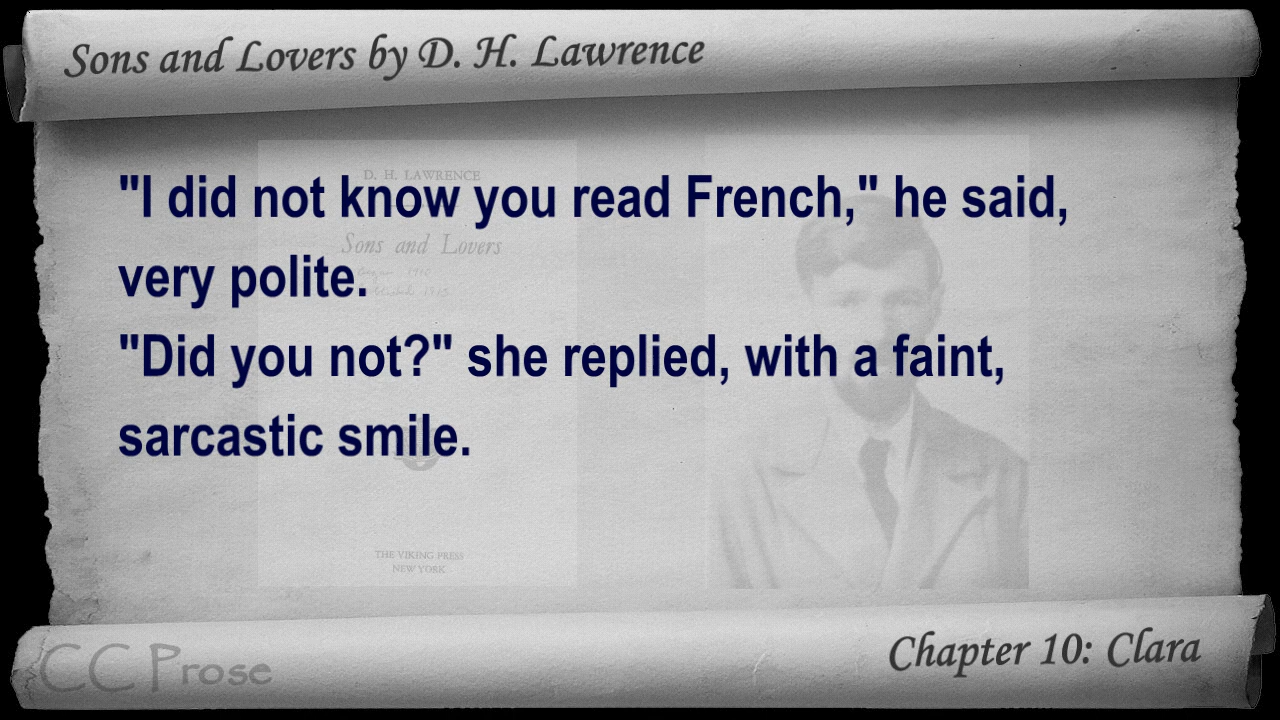 Sons and Lovers by D. H. Lawrence
D. H. LAWRENCE
"I did not know you read French," he said,
Sons and Lovers
very polite.
"Did you not?" she replied, with a faint,
sarcastic smile.
THE VIKING PRESS
NEW YORK
Chapter 10: Clara
CC Prose